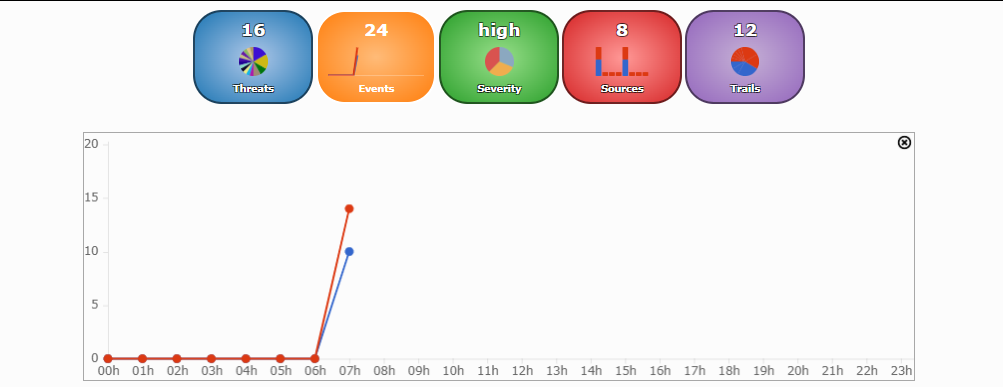 16 24 high 8 12
Threats Events Severity Sources Trails
20
15
10
5
0
00h 01h 02h 03h 04h 05h 06h 07h 08h 09h 10h 11h 12h 13h 14h 15h 16h 17h 18h 19h 20h 21h 22h 23h